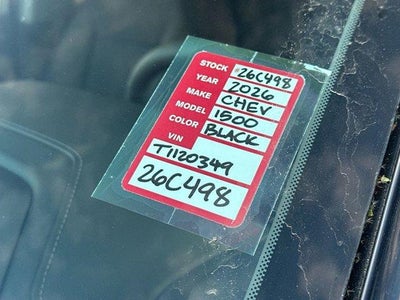 STOCK 26C498
YEAR 2026
MAKE CHEV
MODEL 1500
COLOR BLACK
VIN T1120349
26C498